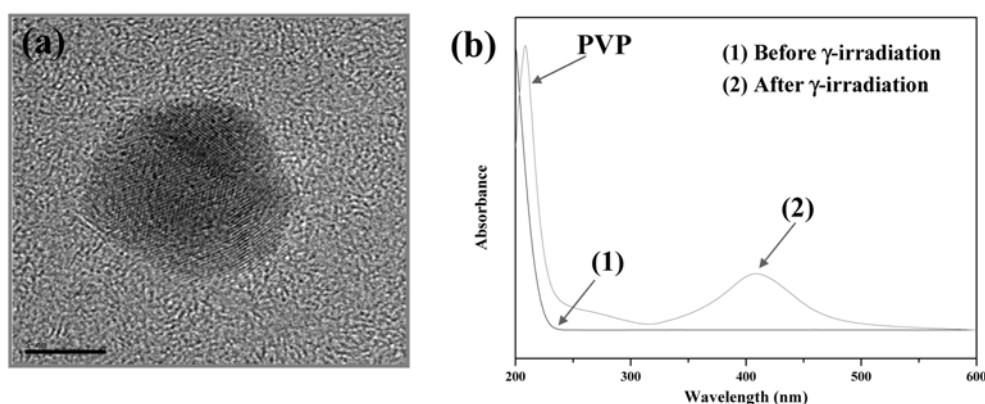 (a)
(b)
PVP
(1) Before γ-irradiation
(2) After γ-irradiation
(1)
(2)
Absorbance
200
300
400
500
600
Wavelength (nm)